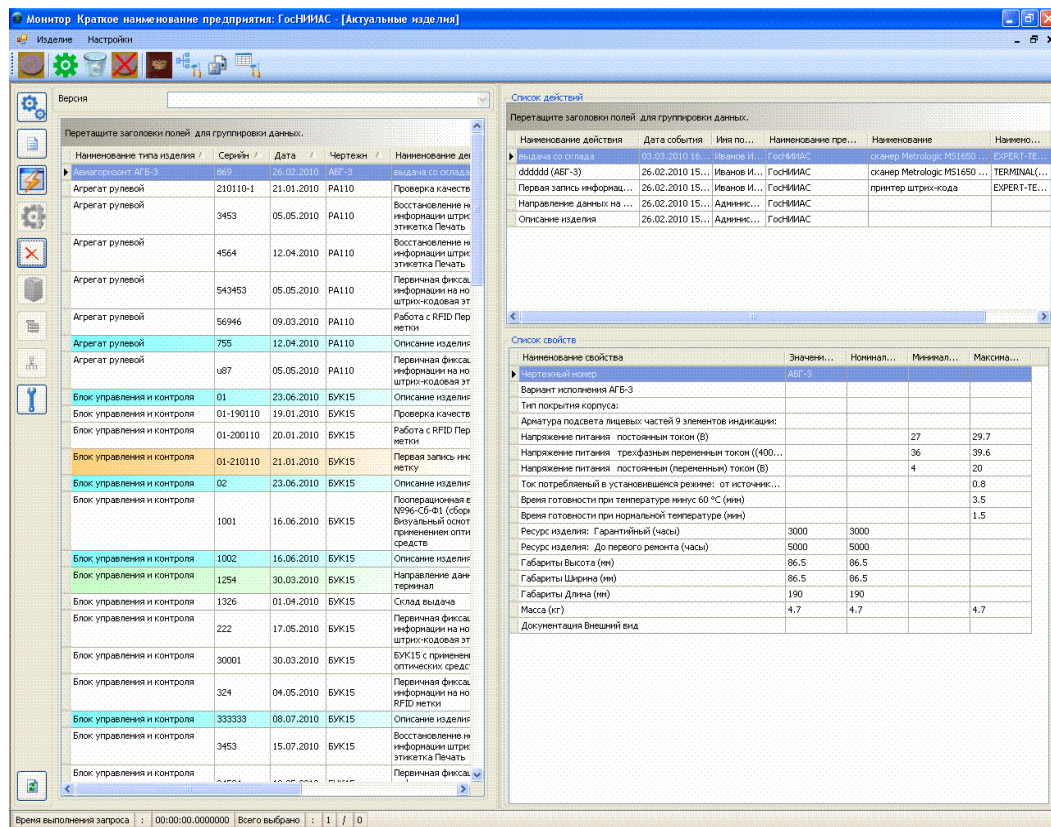 Монитор Краткое наименование предприятия: ГосНИИАС - [Актуальные изделия]
Изделие Настройки
Версия
Перетащите заголовки полей для группировки данных.
Наименование типа изделия Серийн Дата Чертежн Наименование дей
Авиагоризонт АГБ-3 869 26.02.2010 АБГ-3 выдача со склада
Агрегат рулевой 210110-1 21.01.2010 РА110 Проверка качеств
Агрегат рулевой 3453 05.05.2010 РА110 Восстановление не
информации штрих
этикетка Печать
Агрегат рулевой 4564 12.04.2010 РА110 Восстановление не
информации штрих
этикетка Печать
Агрегат рулевой 543453 05.05.2010 РА110 Первичная фиксац
информации на но
штрих-кодовая эт
Агрегат рулевой 56946 09.03.2010 РА110 Работа с RFID Пер
метки
Агрегат рулевой 755 12.04.2010 РА110 Описание изделия
Агрегат рулевой u87 05.05.2010 РА110 Первичная фиксац
информации на но
штрих-кодовая эт
Блок управления и контроля 01 23.06.2010 БУК15 Описание изделия
Блок управления и контроля 01-190110 19.01.2010 БУК15 Проверка качеств
Блок управления и контроля 01-200110 20.01.2010 БУК15 Работа с RFID Пер
метки
Блок управления и контроля 01-210110 21.01.2010 БУК15 Первая запись инф
метку
Блок управления и контроля 02 23.06.2010 БУК15 Описание изделия
Блок управления и контроля 1001 16.06.2010 БУК15 Пооперационная в
№96-Сб-Ф1 (сборк
Визуальный осмот
применением опти
средств
Блок управления и контроля 1002 16.06.2010 БУК15 Описание изделия
Блок управления и контроля 1254 30.03.2010 БУК15 Направление данн
терминал
Блок управления и контроля 1326 01.04.2010 БУК15 Склад выдача
Блок управления и контроля 222 17.05.2010 БУК15 Первичная фиксац
информации на но
штрих-кодовая эт
Блок управления и контроля 30001 30.03.2010 БУК15 БУК15 с применени
оптических средс
Блок управления и контроля 324 04.05.2010 БУК15 Первичная фиксац
информации на но
RFID метки
Блок управления и контроля 333333 08.07.2010 БУК15 Описание изделия
Блок управления и контроля 3453 15.07.2010 БУК15 Восстановление не
информации штрих
этикетка Печать
Блок управления и контроля Первичная фиксац
Список действий
Перетащите заголовки полей для группировки данных.
Наименование действия Дата события Имя по... Наименование пре... Наименование Наимено...
выдача со склада 03.03.2010 16... Иванов И... ГосНИИАС сканер Metrologic MS1650 ... EXPERT-TE...
dddddd (АБГ-3) 26.02.2010 15... Иванов И... ГосНИИАС сканер Metrologic MS1650 ... TERMINAL(...
Первая запись информац... 26.02.2010 15... Иванов И... ГосНИИАС принтер штрих-кода EXPERT-TE...
Направление данных на ... 26.02.2010 15... Админис... ГосНИИАС
Описание изделия 26.02.2010 15... Админис... ГосНИИАС
Список свойств
Наименование свойства Значени... Номинал... Минимал... Максима...
Чертежный номер АБГ-3
Вариант исполнения АГБ-3
Тип покрытия корпуса:
Арматура подсвета лицевых частей 9 элементов индикации:
Напряжение питания постоянным током (В) 27 29.7
Напряжение питания трехфазным переменным током ((400... 36 39.6
Напряжение питания постоянным (переменным) током (В) 4 20
Ток потребляемый в установившемся режиме: от источник... 0.8
Время готовности при температуре минус 60 °С (мин) 3.5
Время готовности при нормальной температуре (мин) 1.5
Ресурс изделия: Гарантийный (часы) 3000 3000
Ресурс изделия: До первого ремонта (часы) 5000 5000
Габариты Высота (мм) 86.5 86.5
Габариты Ширина (мм) 86.5 86.5
Габариты Длина (мм) 190 190
Масса (кг) 4.7 4.7 4.7
Документация Внешний вид
Время выполнения запроса : 00:00:00.0000000 Всего выбрано : 1 / 0